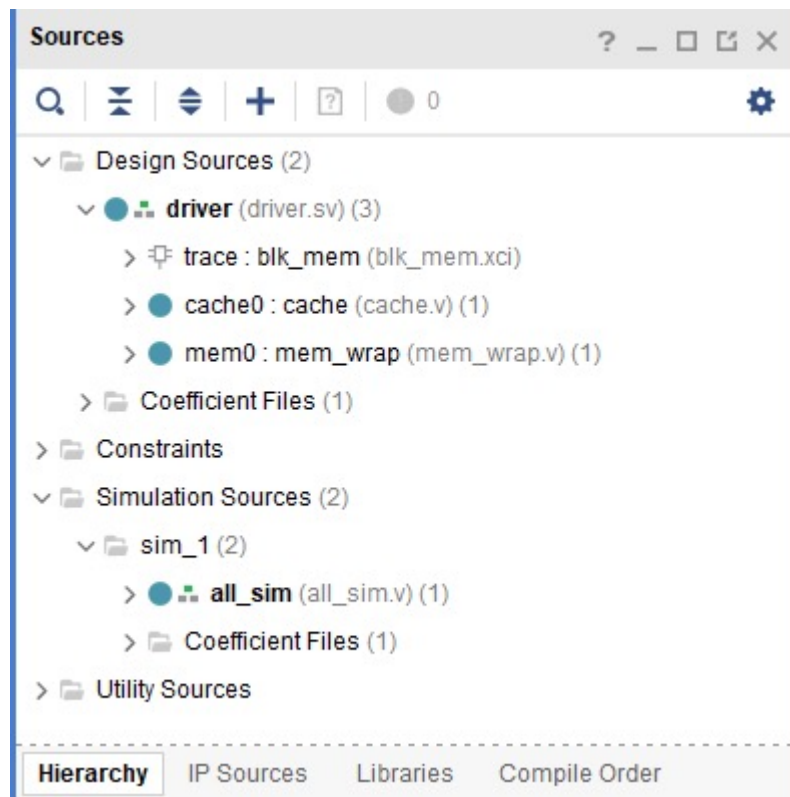 Sources
0
Design Sources (2)
driver (driver.sv) (3)
trace : blk_mem (blk_mem.xci)
cache0 : cache (cache.v) (1)
mem0 : mem_wrap (mem_wrap.v) (1)
Coefficient Files (1)
Constraints
Simulation Sources (2)
sim_1 (2)
all_sim (all_sim.v) (1)
Coefficient Files (1)
Utility Sources
Hierarchy IP Sources Libraries Compile Order